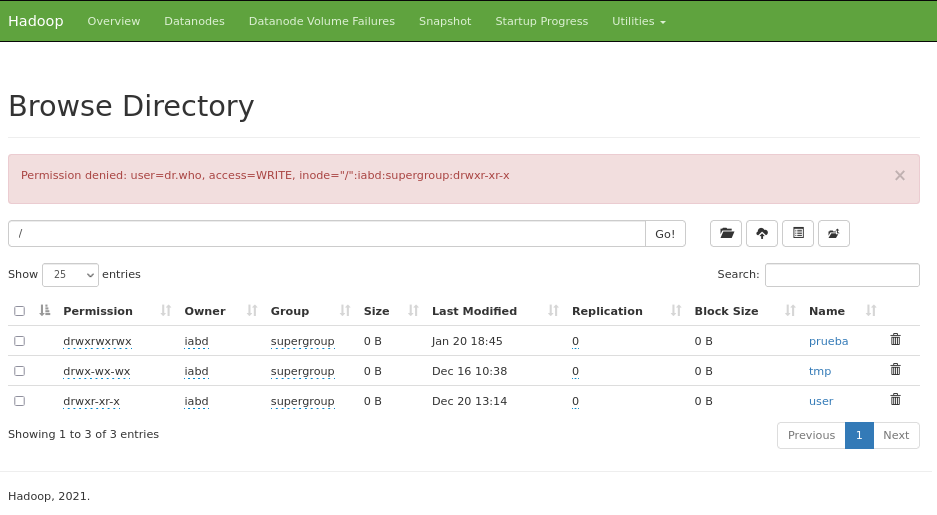 Hadoop Overview Datanodes Datanode Volume Failures Snapshot Startup Progress Utilities
Browse Directory
Permission denied: user=dr.who, access=WRITE, inode="/":iabd:supergroup:drwxr-xr-x ×
/ Go!
Show 25 entries Search:
Permission Owner Group Size Last Modified Replication Block Size Name
drwxrwxrwx iabd supergroup 0 B Jan 20 18:45 0 0 B prueba
drwx-wx-wx iabd supergroup 0 B Dec 16 10:38 0 0 B tmp
drwxr-xr-x iabd supergroup 0 B Dec 20 13:14 0 0 B user
Showing 1 to 3 of 3 entries Previous 1 Next
Hadoop, 2021.